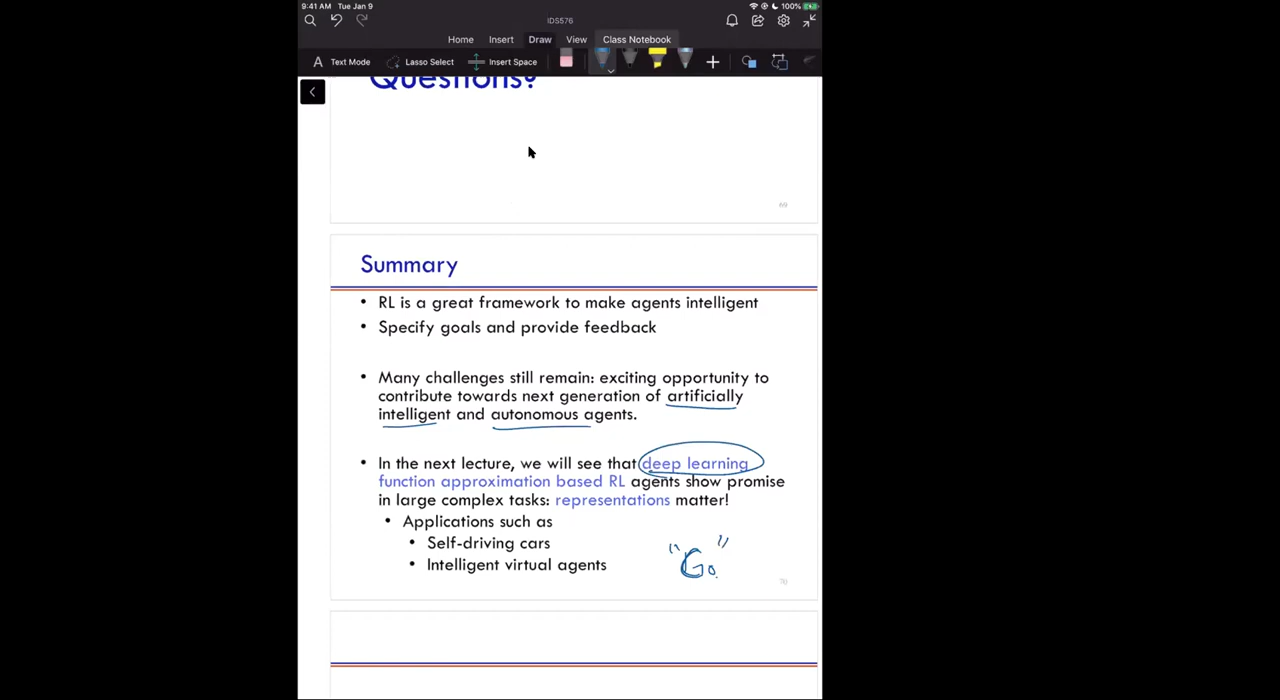 9:41 AM Tue Jan 9
100%
IDS576
Home Insert Draw View Class Notebook
A Text Mode Lasso Select Insert Space
Questions?
69
Summary
• RL is a great framework to make agents intelligent
• Specify goals and provide feedback
• Many challenges still remain: exciting opportunity to
contribute towards next generation of artificially
intelligent and autonomous agents.
• In the next lecture, we will see that deep learning
function approximation based RL agents show promise
in large complex tasks: representations matter!
• Applications such as
• Self-driving cars
• Intelligent virtual agents
"Go"
70